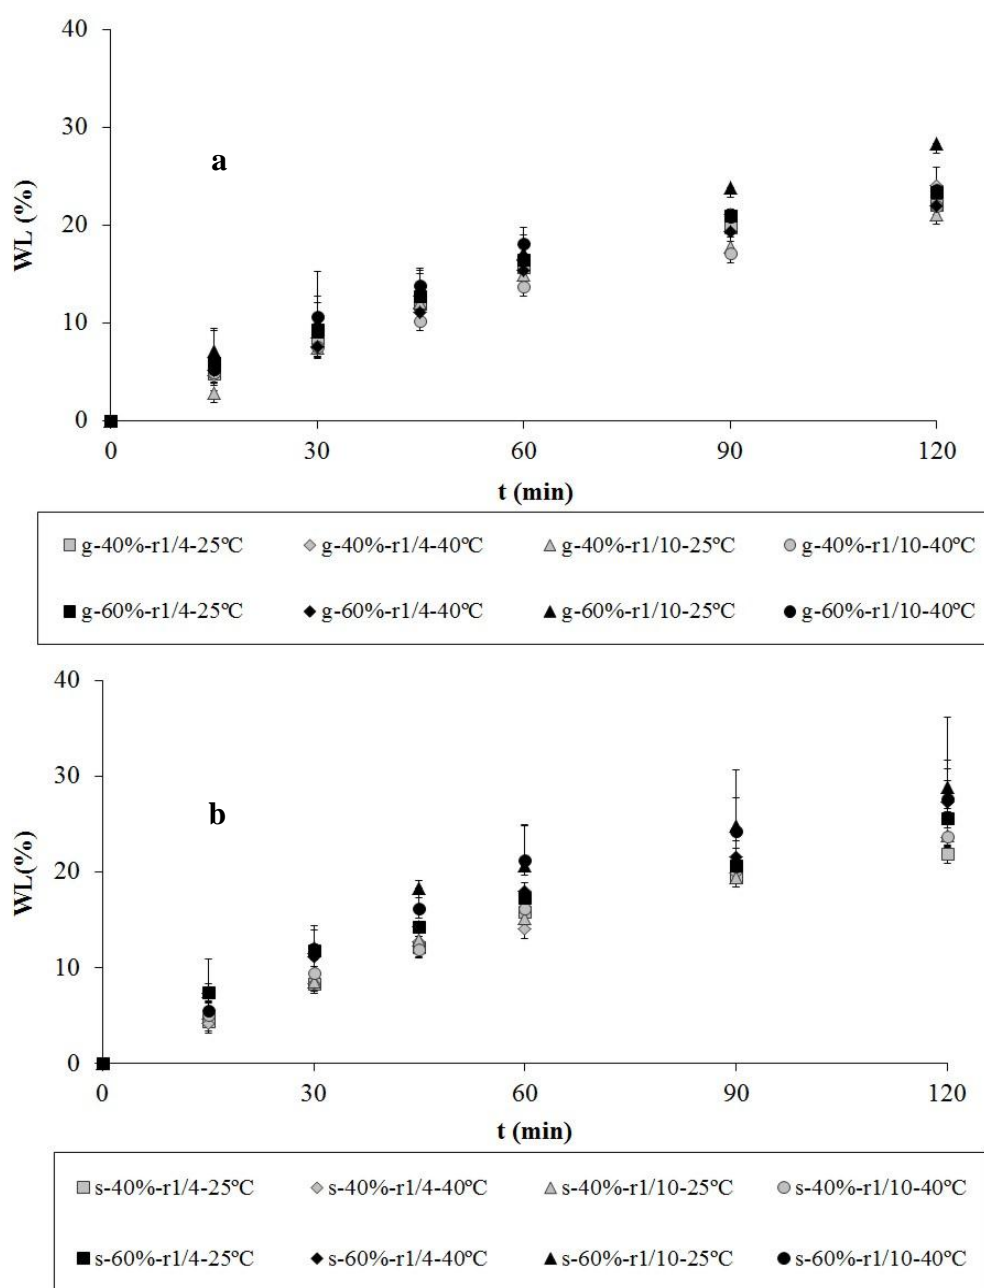 40
30
a
WL (%)
20
10
0
0 30 60 90 120
t (min)
g-40%-r1/4-25ºC g-40%-r1/4-40ºC g-40%-r1/10-25ºC g-40%-r1/10-40ºC
g-60%-r1/4-25ºC g-60%-r1/4-40ºC g-60%-r1/10-25ºC g-60%-r1/10-40ºC
40
30
b
WL(%)
20
10
0
0 30 60 90 120
t (min)
s-40%-r1/4-25ºC s-40%-r1/4-40ºC s-40%-r1/10-25ºC s-40%-r1/10-40ºC
s-60%-r1/4-25ºC s-60%-r1/4-40ºC s-60%-r1/10-25ºC s-60%-r1/10-40ºC